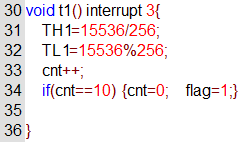 30 void t1() interrupt 3{
31 TH1=15536/256;
32 TL1=15536%256;
33 cnt++;
34 if(cnt==10) {cnt=0; flag=1;}
35
36 }